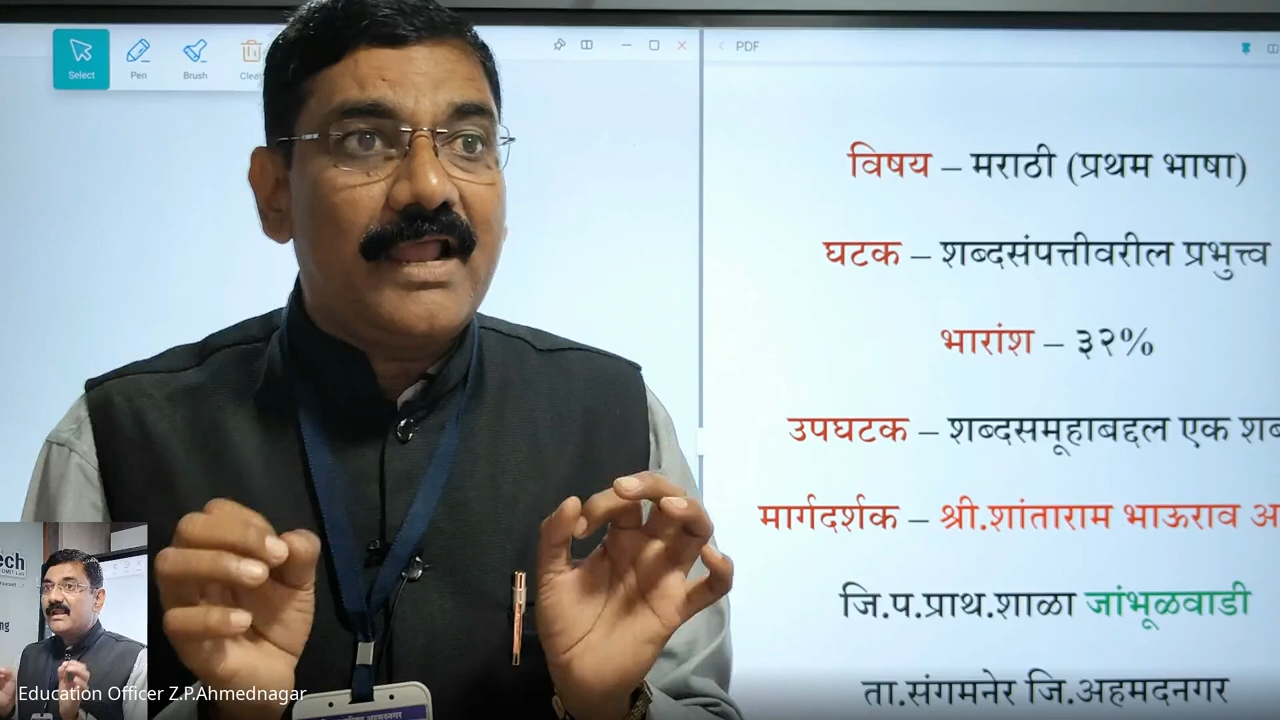 Select
Pen
Brush
PDF
विषय – मराठी (प्रथम भाषा)
घटक – शब्दसंपत्तीवरील प्रभुत्त्व
भारांश – ३२%
उपघटक – शब्दसमूहाबद्दल एक
मार्गदर्शक – श्री.शांताराम भाऊराव
जि.प.प्राथ.शाळा जांभूळवाडी
ता.संगमनेर जि.अहमदनगर
Education Officer Z.P.Ahmednagar